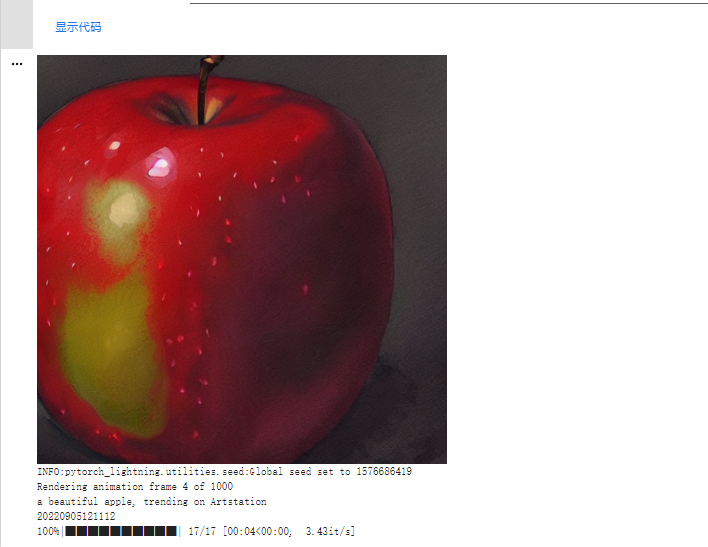 显示代码
INFO:pytorch_lightning.utilities.seed:Global seed set to 1576686419
Rendering animation frame 4 of 1000
a beautiful apple, trending on Artstation
20220905121112
100%|████████████| 17/17 [00:04<00:00, 3.43it/s]